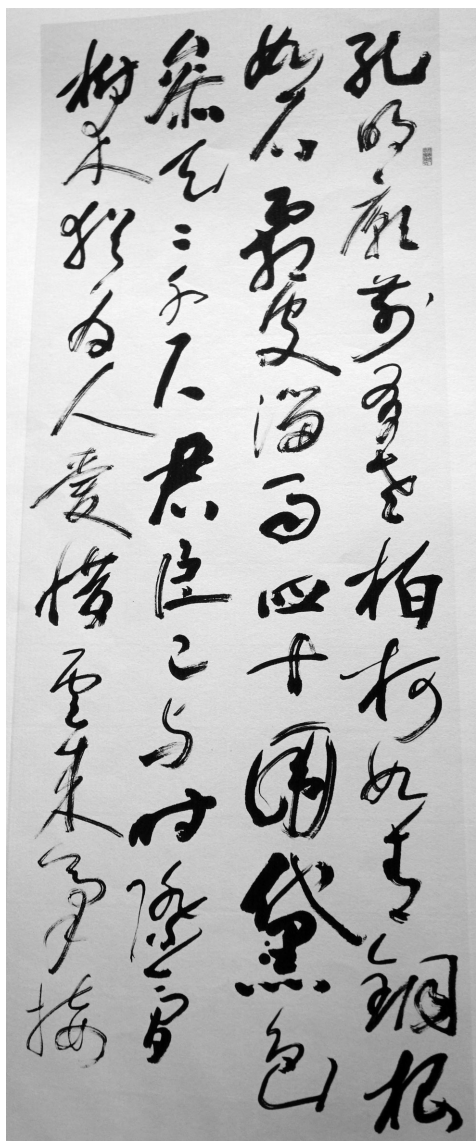 孔明廟前有老柏柯如青銅根
如石霜皮溜雨四十圍黛色
參天二千尺君臣已與時際會
樹木猶為人愛惜雲來氣接